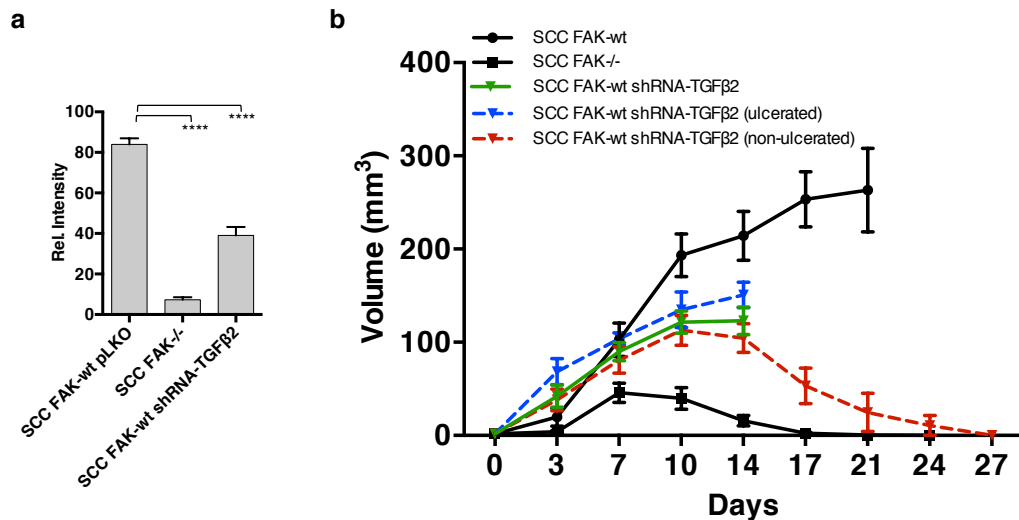 a
Rel. Intensity
100
80
60
40
20
0
****
****
SCC FAK-wt pLKO
SCC FAK-/-
SCC FAK-wt shRNA-TGFβ2
b
SCC FAK-wt
SCC FAK-/-
SCC FAK-wt shRNA-TGFβ2
SCC FAK-wt shRNA-TGFβ2 (ulcerated)
SCC FAK-wt shRNA-TGFβ2 (non-ulcerated)
Volume (mm³)
400
300
200
100
0
0 3 7 10 14 17 21 24 27
Days